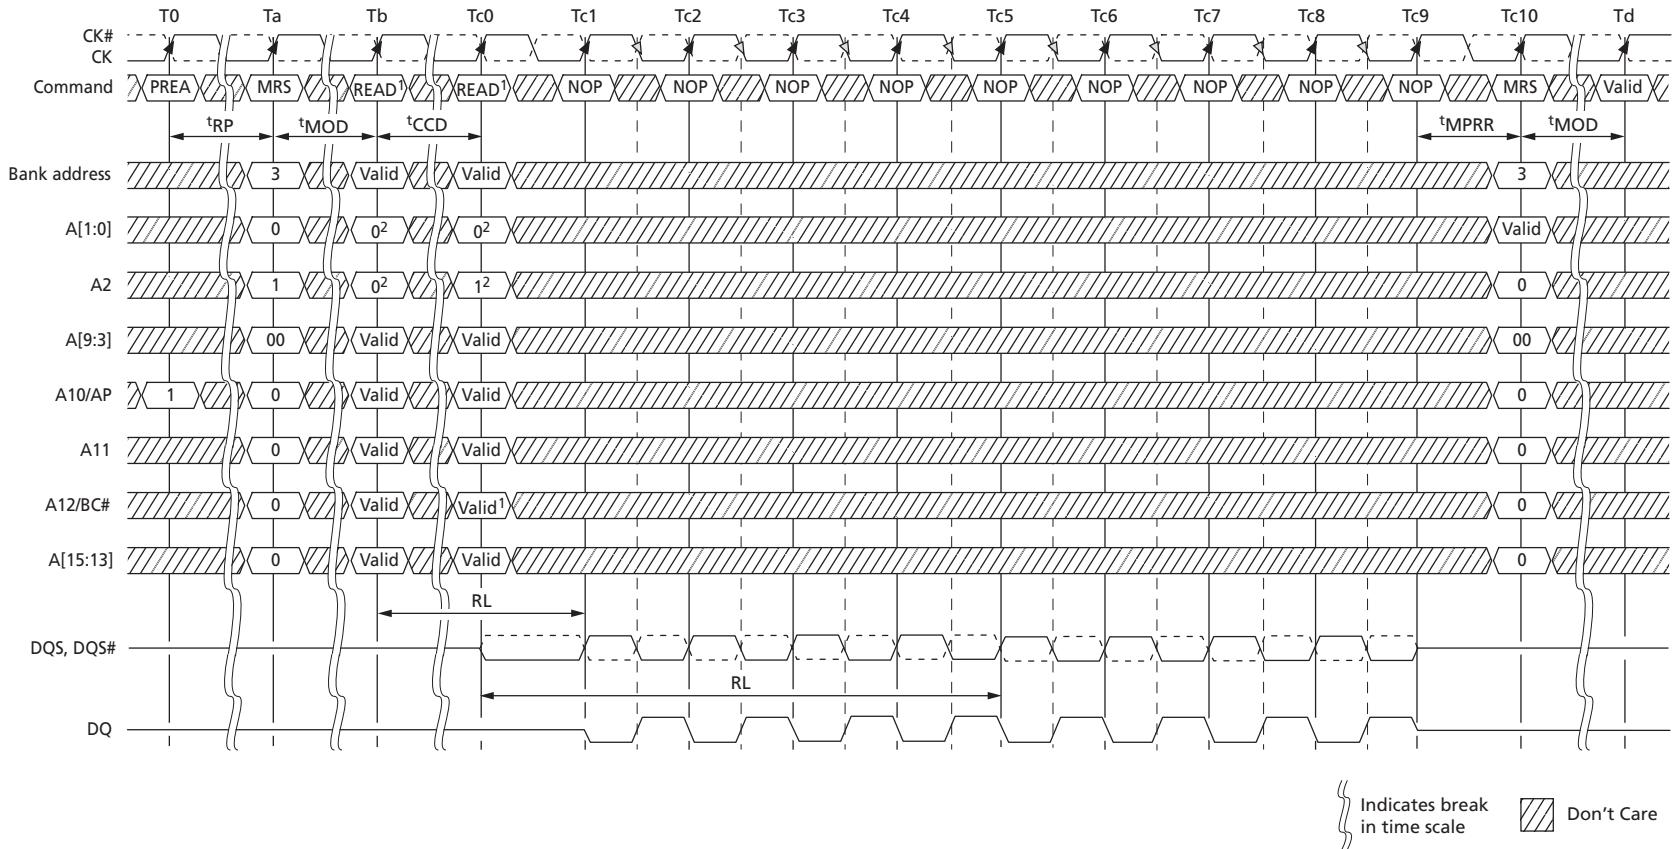 T0 Ta Tb Tc0 Tc1 Tc2 Tc3 Tc4 Tc5 Tc6 Tc7 Tc8 Tc9 Tc10 Td
CK#
CK
Command PREA MRS READ1 READ1 NOP NOP NOP NOP NOP NOP NOP NOP NOP MRS Valid
tRP tMOD tCCD tMPRR tMOD
Bank address 3 Valid Valid 3
A[1:0] 0 02 02 Valid
A2 1 02 12 0
A[9:3] 00 Valid Valid 00
A10/AP 1 0 Valid Valid 0
A11 0 Valid Valid 0
A12/BC# 0 Valid Valid1 0
A[15:13] 0 Valid Valid 0
RL
DQS, DQS#
RL
DQ
Indicates break
in time scale
Don't Care